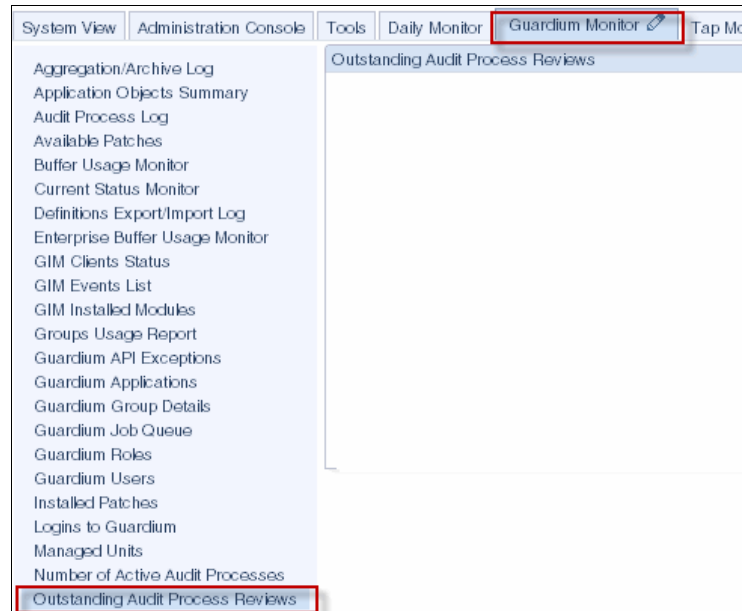 System View Administration Console Tools Daily Monitor Guardium Monitor Tap
Outstanding Audit Process Reviews
Aggregation/Archive Log
Application Objects Summary
Audit Process Log
Available Patches
Buffer Usage Monitor
Current Status Monitor
Definitions Export/Import Log
Enterprise Buffer Usage Monitor
GIM Clients Status
GIM Events List
GIM Installed Modules
Groups Usage Report
Guardium API Exceptions
Guardium Applications
Guardium Group Details
Guardium Job Queue
Guardium Roles
Guardium Users
Installed Patches
Logins to Guardium
Managed Units
Number of Active Audit Processes
Outstanding Audit Process Reviews